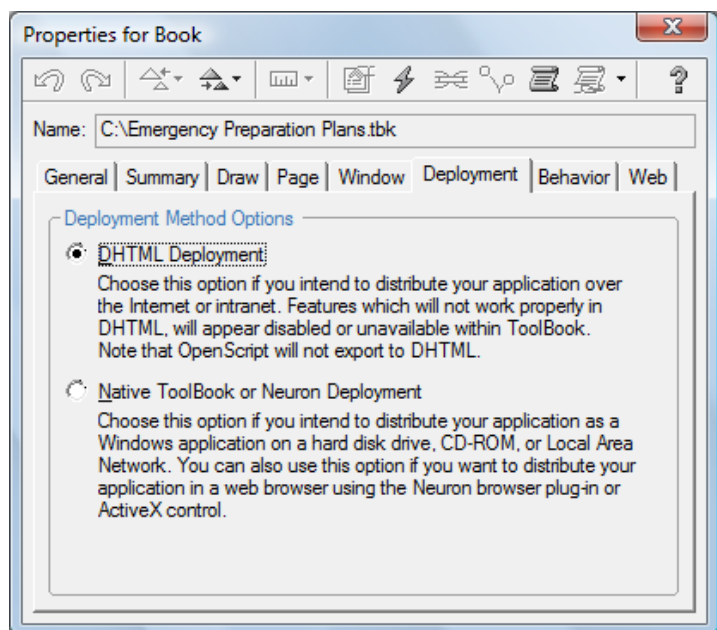 Properties for Book
Name: C:\Emergency Preparation Plans.tbk
General Summary Draw Page Window Deployment Behavior Web
Deployment Method Options
DHTML Deployment
Choose this option if you intend to distribute your application over
the Internet or intranet. Features which will not work properly in
DHTML, will appear disabled or unavailable within ToolBook.
Note that OpenScript will not export to DHTML.
Native ToolBook or Neuron Deployment
Choose this option if you intend to distribute your application as a
Windows application on a hard disk drive, CD-ROM, or Local Area
Network. You can also use this option if you want to distribute your
application in a web browser using the Neuron browser plug-in or
ActiveX control.